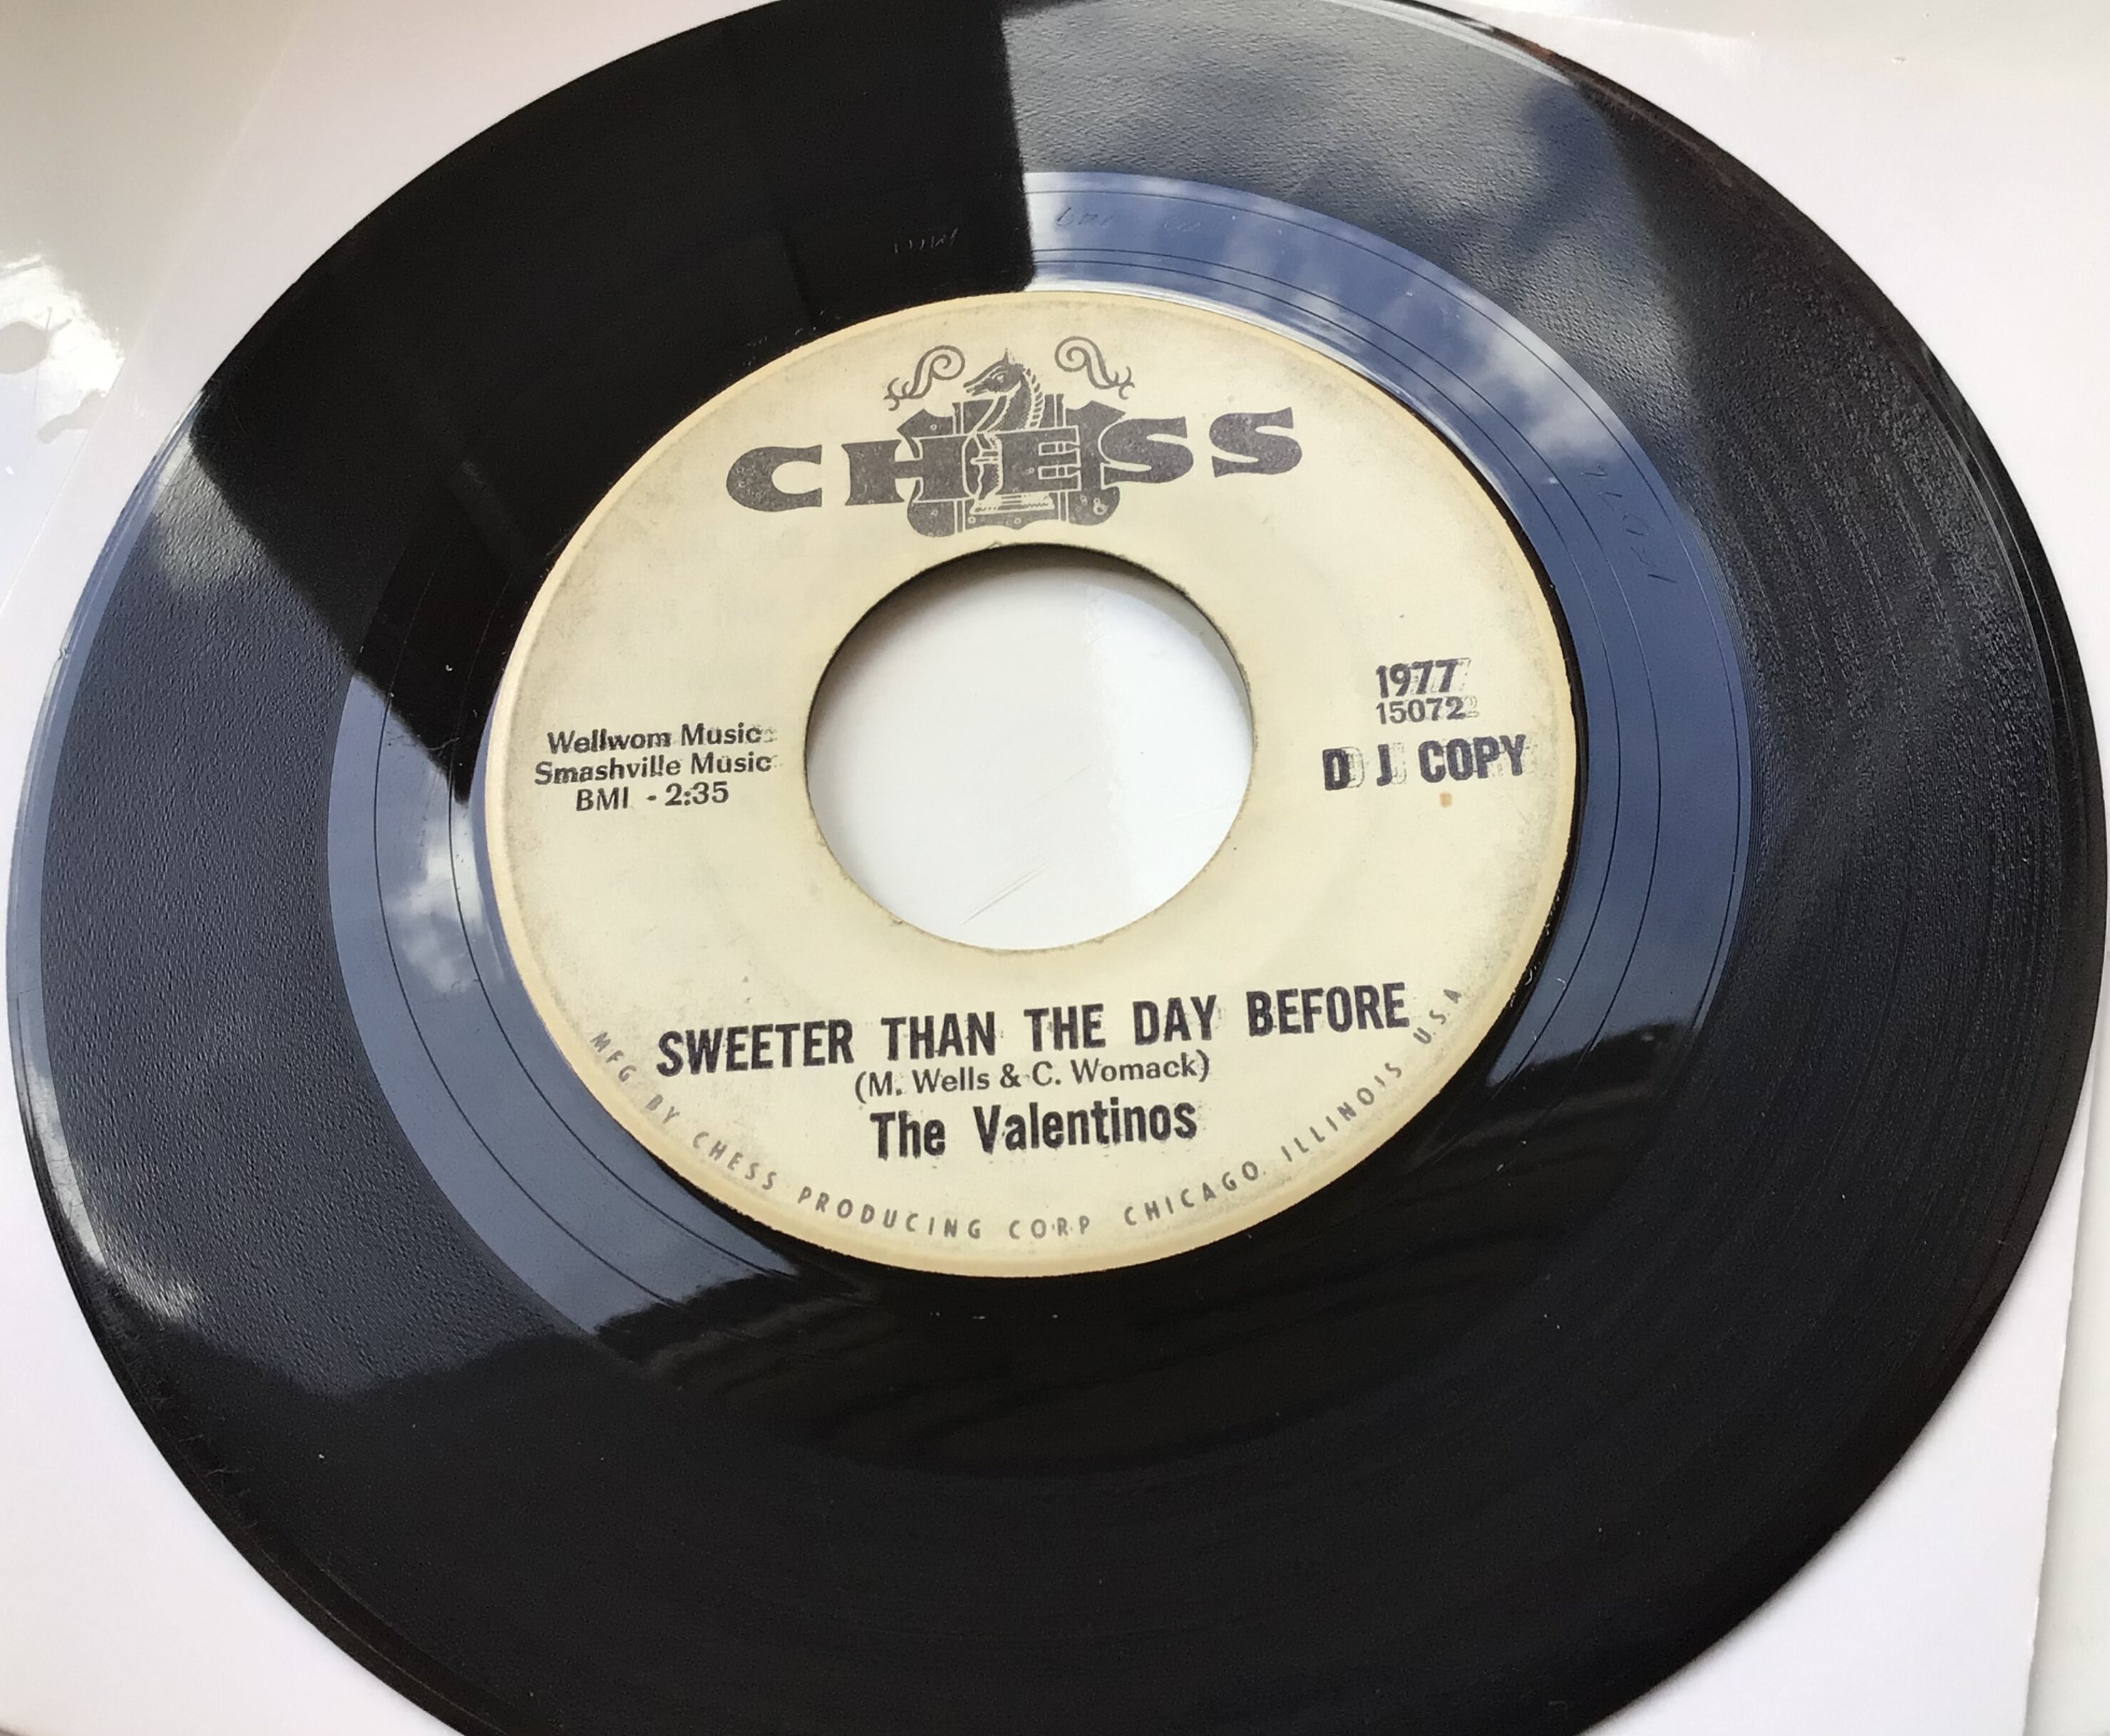 CHESS
1977
15072
D J COPY
Wellwom Music
Smashville Music
BMI - 2:35
SWEETER THAN THE DAY BEFORE
(M. Wells & C. Womack)
The Valentinos
MFG BY CHESS PRODUCING CORP CHICAGO. ILLINOIS U.S.A